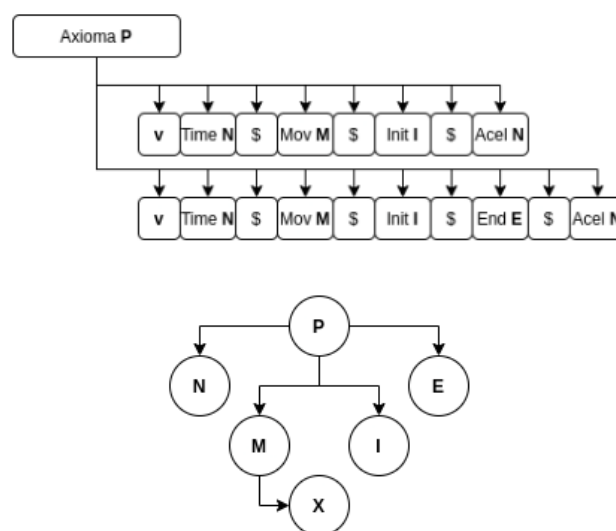 Axioma P
v Time N $ Mov M $ Init I $ Acel N
v Time N $ Mov M $ Init I $ End E $ Acel N
P
N E
M I
X